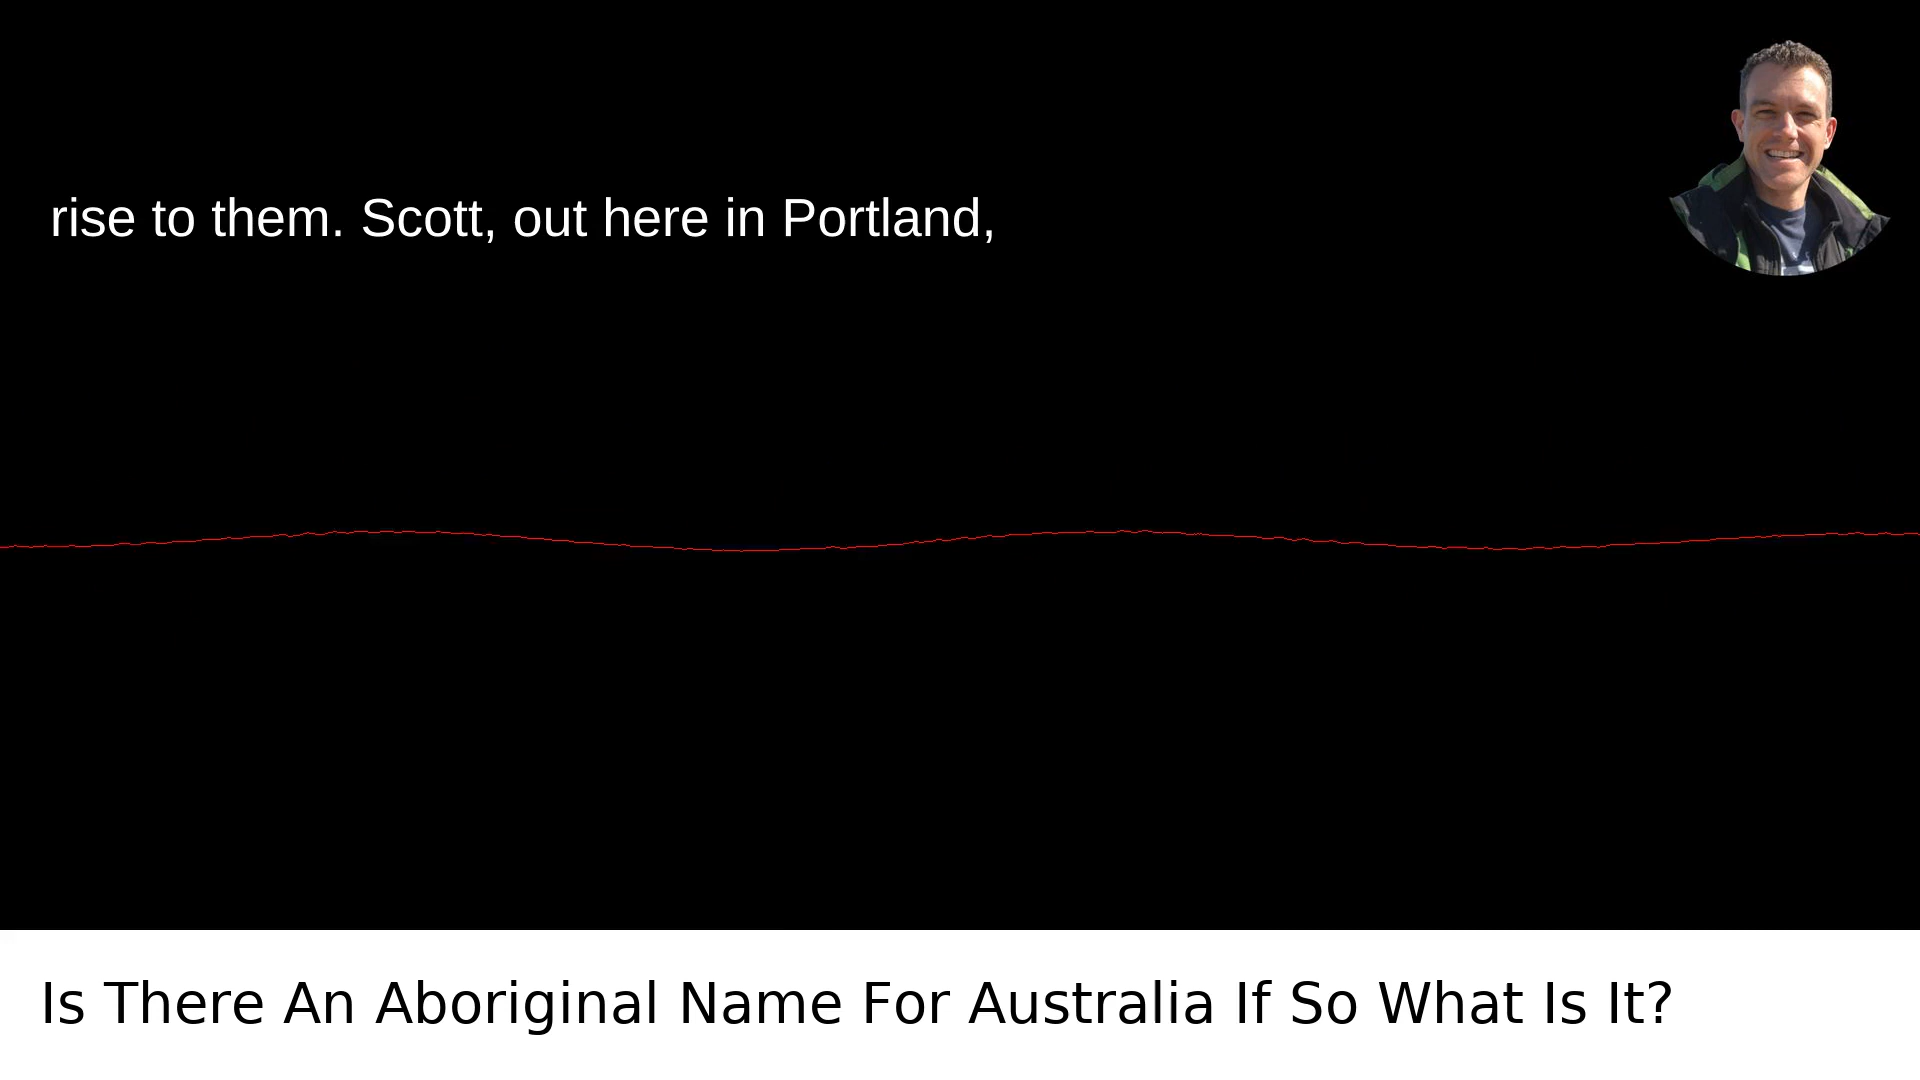 rise to them. Scott, out here in Portland,
Is There An Aboriginal Name For Australia If So What Is It?